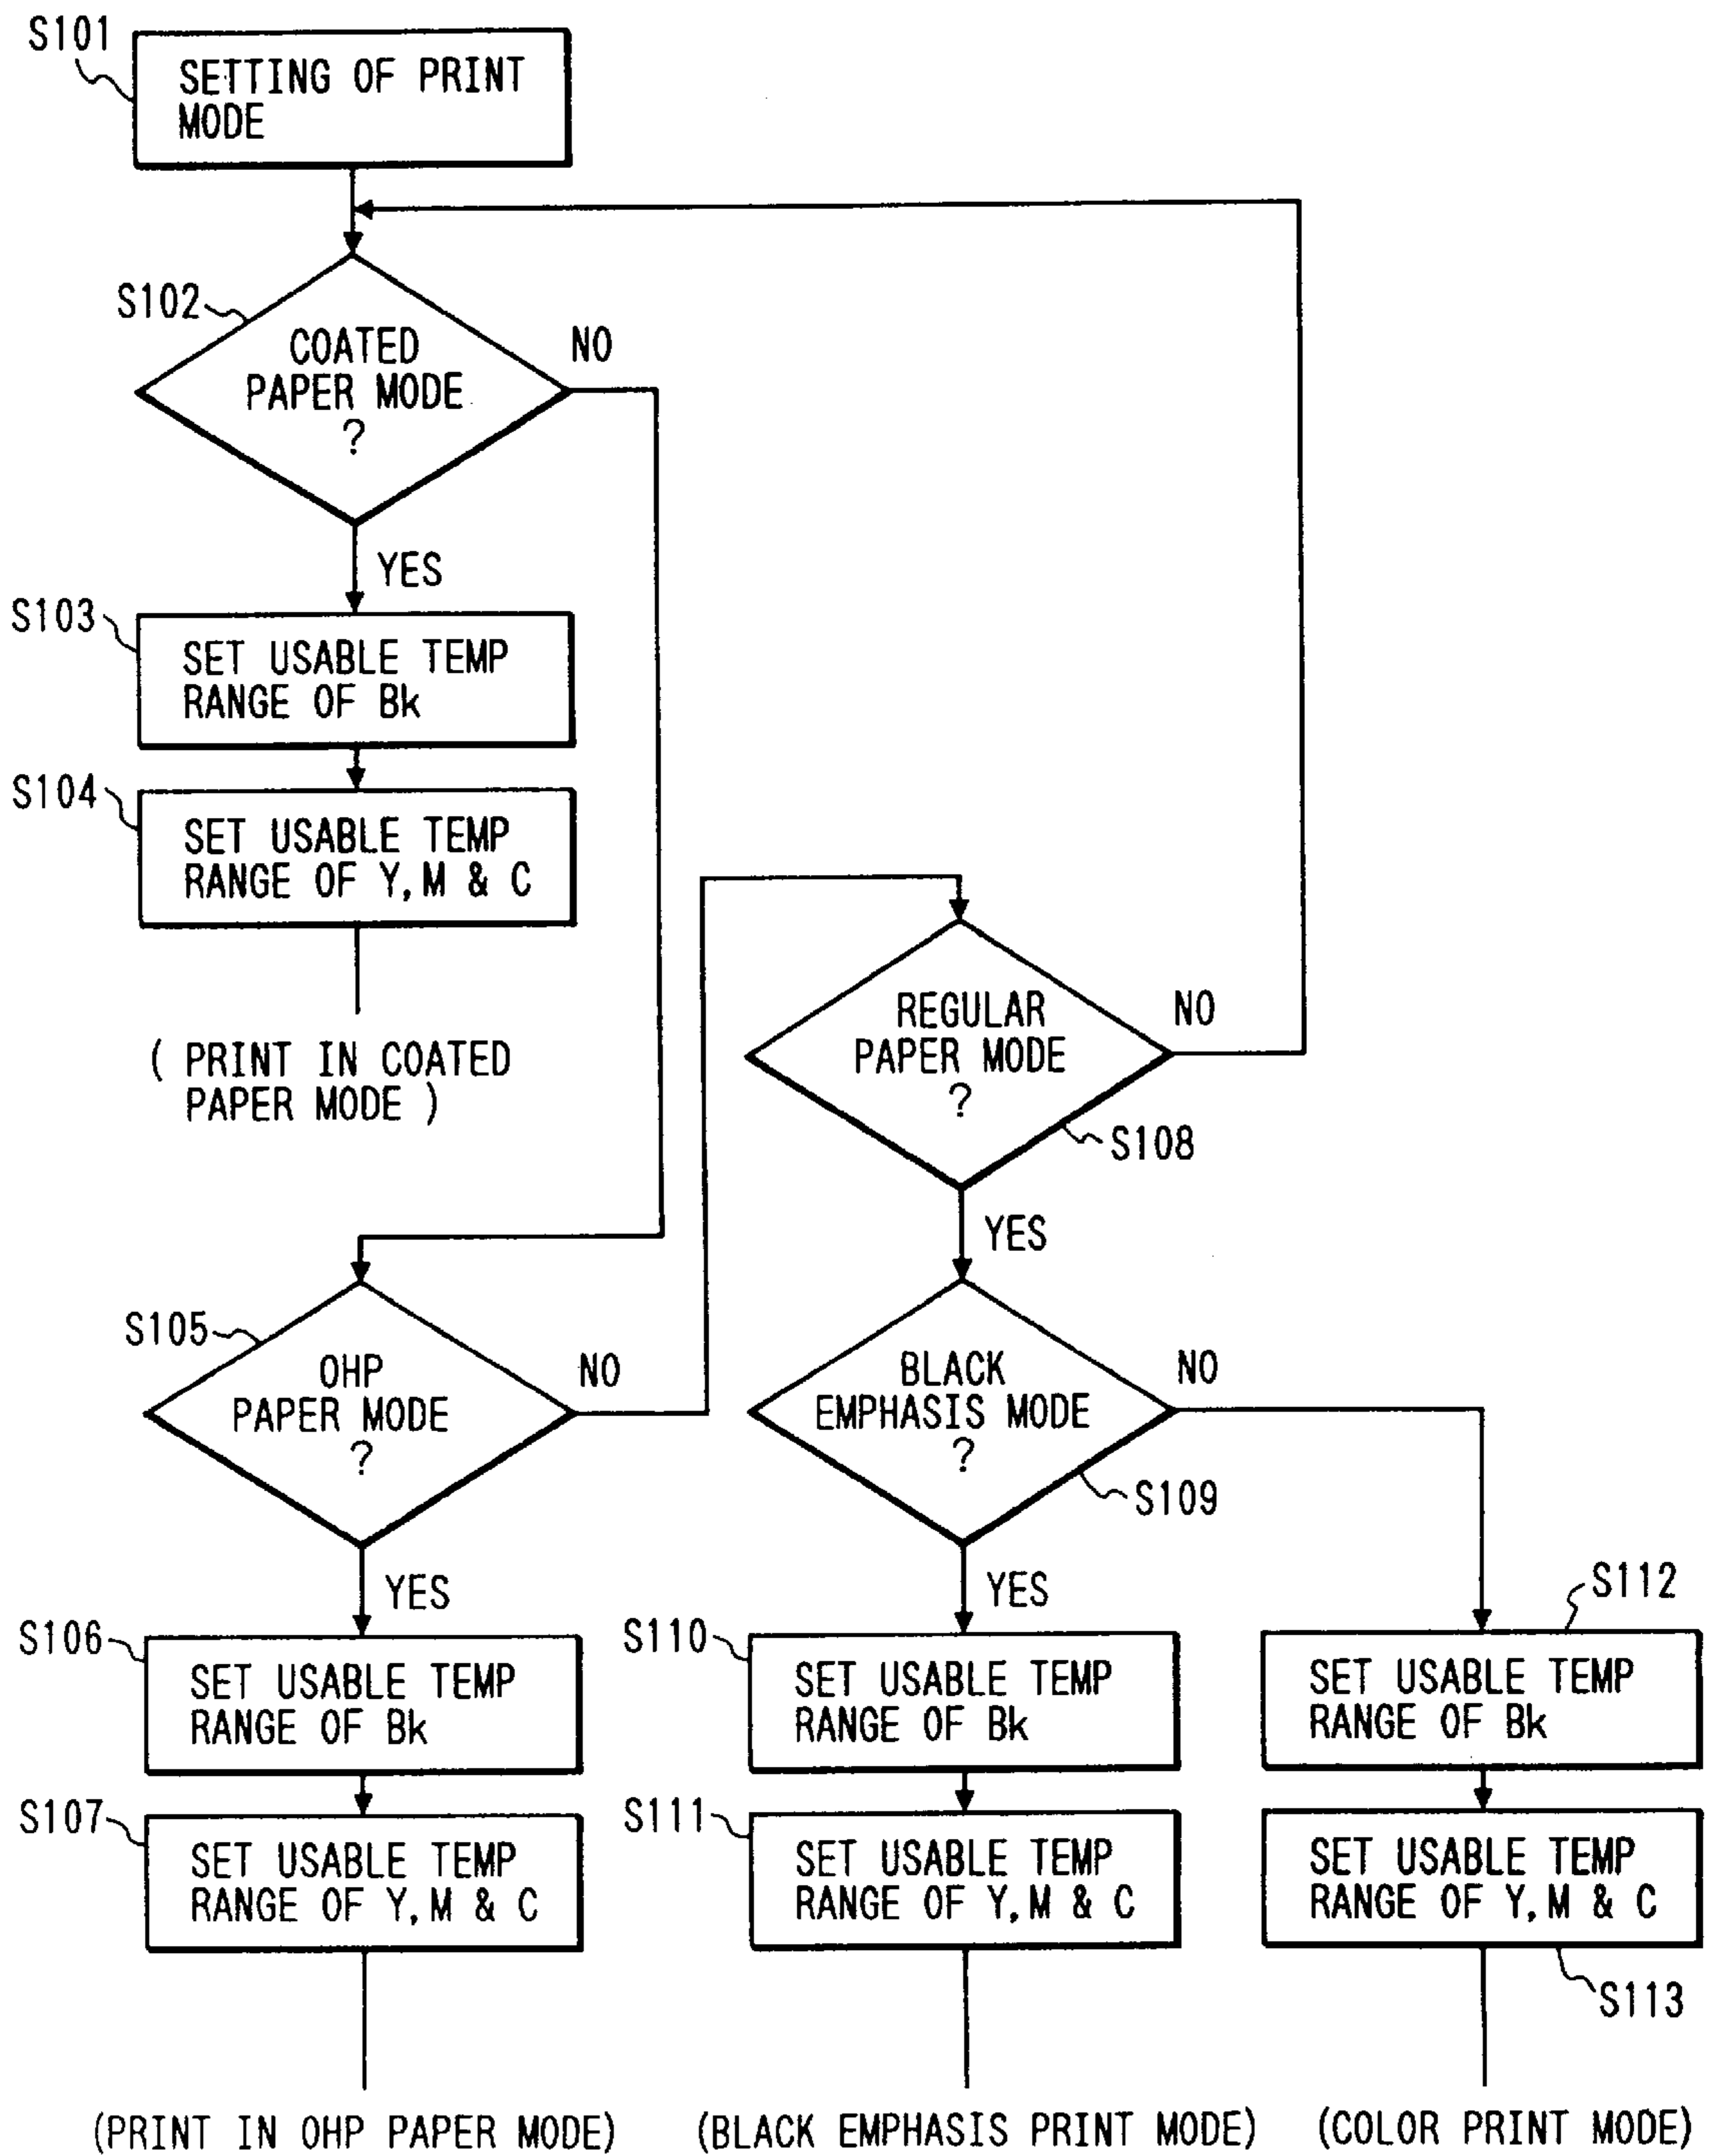 S101
SETTING OF PRINT
MODE
S102
COATED
PAPER MODE
?
NO
YES
S103
SET USABLE TEMP
RANGE OF Bk
S104
SET USABLE TEMP
RANGE OF Y, M & C
( PRINT IN COATED
PAPER MODE )
S105
OHP
PAPER MODE
?
NO
YES
S106
SET USABLE TEMP
RANGE OF Bk
S107
SET USABLE TEMP
RANGE OF Y, M & C
(PRINT IN OHP PAPER MODE)
REGULAR
PAPER MODE
?
NO
S108
YES
BLACK
EMPHASIS MODE
?
NO
S109
YES
S110
SET USABLE TEMP
RANGE OF Bk
S111
SET USABLE TEMP
RANGE OF Y, M & C
(BLACK EMPHASIS PRINT MODE)
S112
SET USABLE TEMP
RANGE OF Bk
SET USABLE TEMP
RANGE OF Y, M & C
S113
(COLOR PRINT MODE)